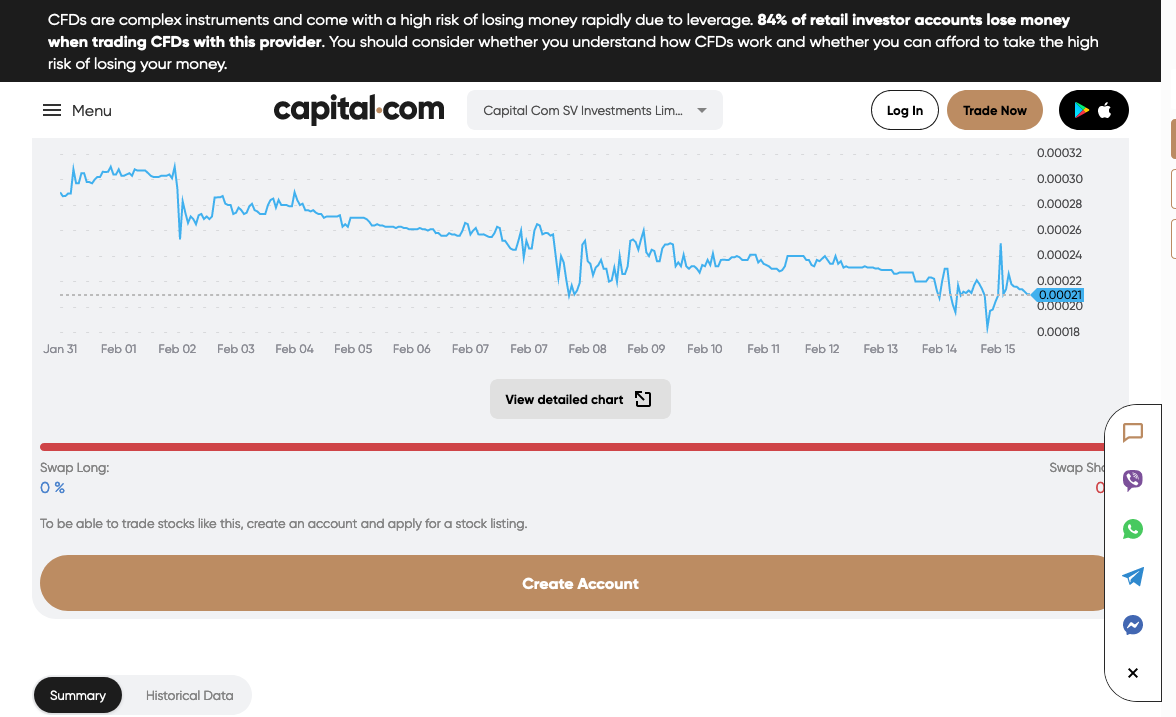 CFDs are complex instruments and come with a high risk of losing money rapidly due to leverage. 84% of retail investor accounts lose money
when trading CFDs with this provider. You should consider whether you understand how CFDs work and whether you can afford to take the high
risk of losing your money.
Menu
capital.com
Capital Com SV Investments Lim...
Log In
Trade Now
0.00032
0.00030
0.00028
0.00026
0.00024
0.00022
0.00021
0.00020
0.00018
Jan 31 Feb 01 Feb 02 Feb 03 Feb 04 Feb 05 Feb 06 Feb 07 Feb 07 Feb 08 Feb 09 Feb 10 Feb 11 Feb 12 Feb 13 Feb 14 Feb 15
View detailed chart
Swap Long: Swap Sho
0 % 0
To be able to trade stocks like this, create an account and apply for a stock listing.
Create Account
Summary Historical Data